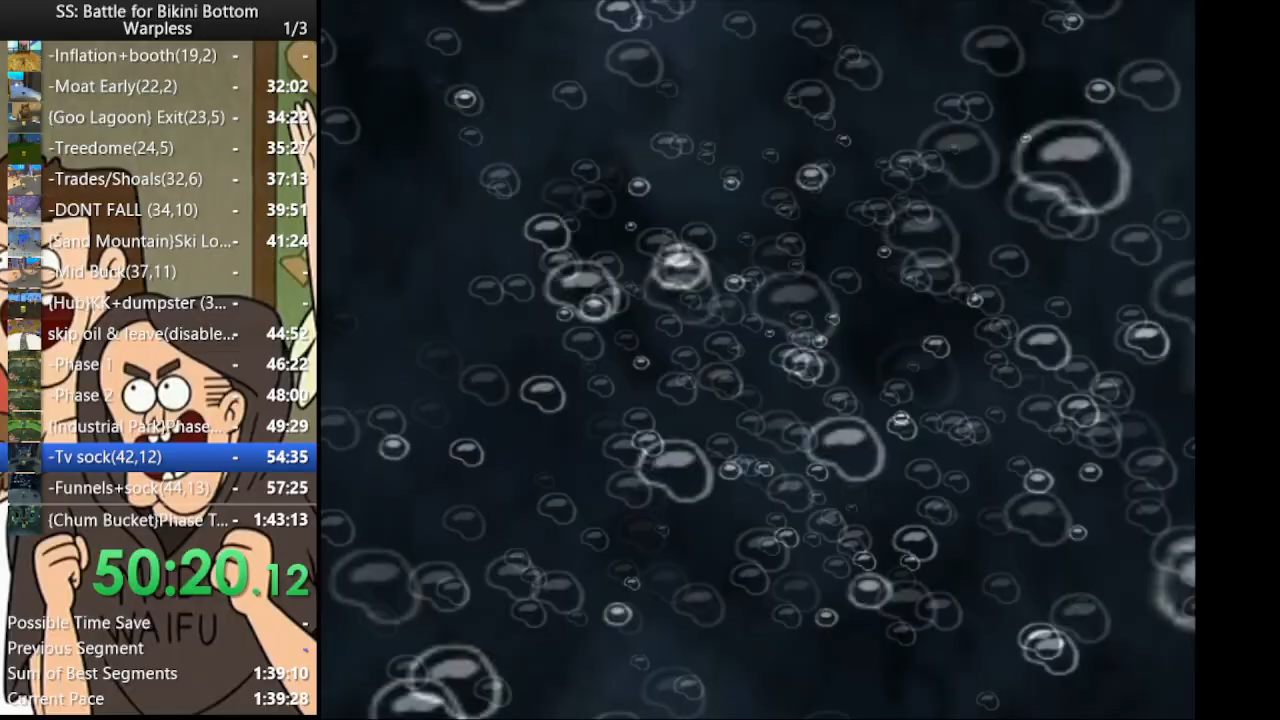 SS: Battle for Bikini Bottom
Warpless 1/3
-Inflation+booth(19,2) - -
-Moat Early(22,2) - 32:02
{Goo Lagoon} Exit(23,5) - 34:22
-Treedome(24,5) - 35:27
-Trades/Shoals(32,6) - 37:13
-DONT FALL (34,10) - 39:51
{Sand Mountain}Ski Lo... - 41:24
-Mid Buck(37,11) - -
{Hub}KK+dumpster (3... - -
skip oil & leave(disable... - 44:52
-Phase 1 - 46:22
-Phase 2 - 48:00
{Industrial Park}Phase... - 49:29
-Tv sock(42,12) - 54:35
-Funnels+sock(44,13) - 57:25
{Chum Bucket}Phase T... - 1:43:13
50:20.12
WAIFU
Possible Time Save -
Previous Segment -
Sum of Best Segments 1:39:10
Current Pace 1:39:28